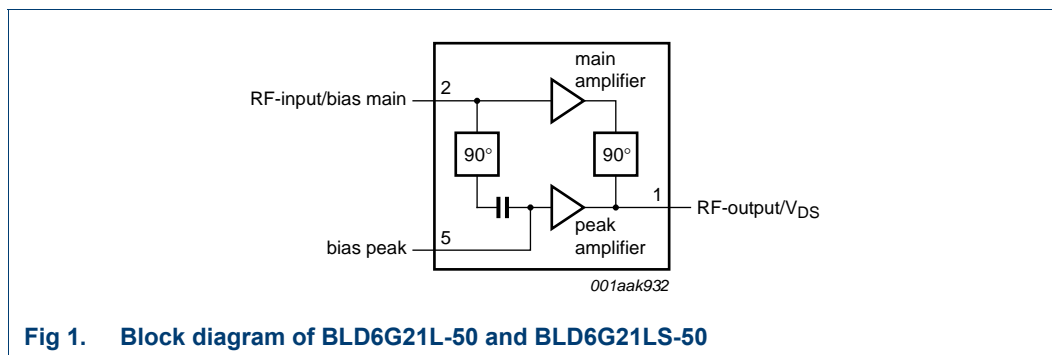 main
amplifier
2
RF-input/bias main
90°
90°
1
RF-output/VDS
peak
amplifier
5
bias peak
001aak932
Fig 1. Block diagram of BLD6G21L-50 and BLD6G21LS-50